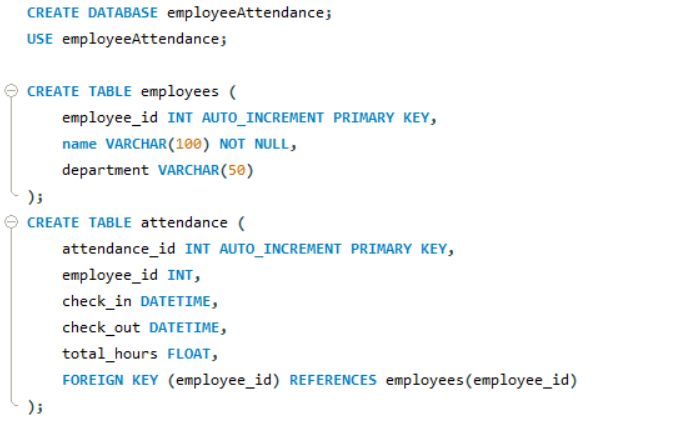 CREATE DATABASE employeeAttendance;
USE employeeAttendance;
CREATE TABLE employees (
employee_id INT AUTO_INCREMENT PRIMARY KEY,
name VARCHAR(100) NOT NULL,
department VARCHAR(50)
);
CREATE TABLE attendance (
attendance_id INT AUTO_INCREMENT PRIMARY KEY,
employee_id INT,
check_in DATETIME,
check_out DATETIME,
total_hours FLOAT,
FOREIGN KEY (employee_id) REFERENCES employees(employee_id)
);